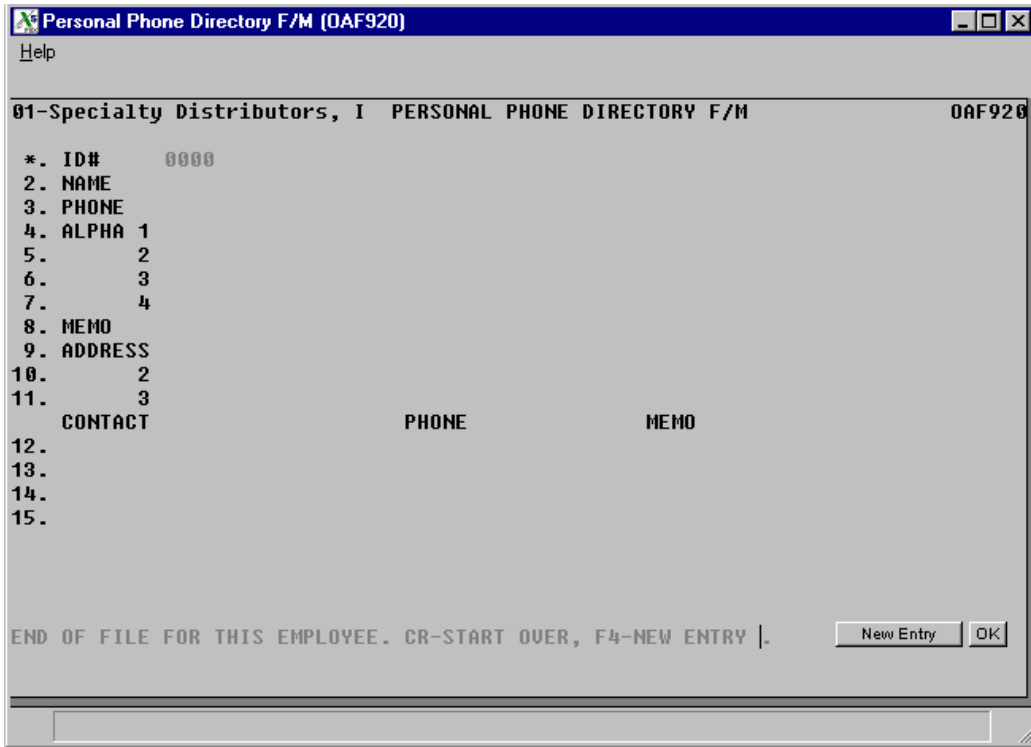 Personal Phone Directory F/M (OAF920)
Help
01-Specialty Distributors, I PERSONAL PHONE DIRECTORY F/M OAF920
*. ID# 0000
2. NAME
3. PHONE
4. ALPHA 1
5. 2
6. 3
7. 4
8. MEMO
9. ADDRESS
10. 2
11. 3
CONTACT PHONE MEMO
12.
13.
14.
15.
END OF FILE FOR THIS EMPLOYEE. CR-START OVER, F4-NEW ENTRY . New Entry OK